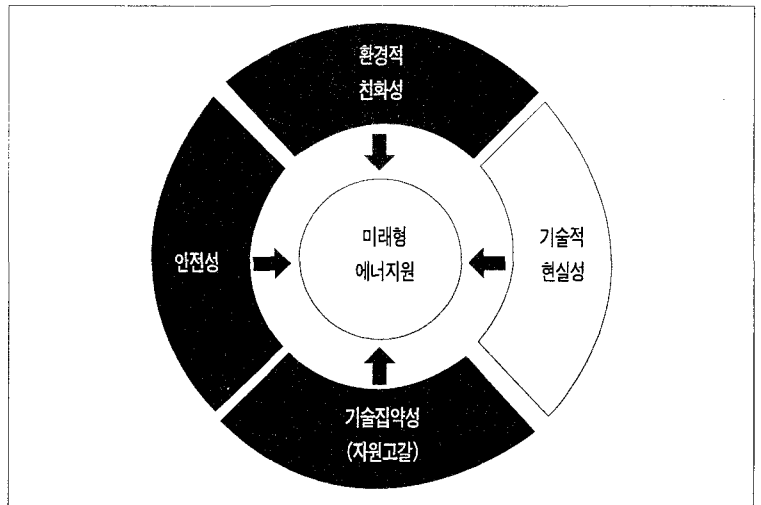 환경적
친화성
안전성
미래형
에너지원
기술적
현실성
기술집약성
(자원고갈)